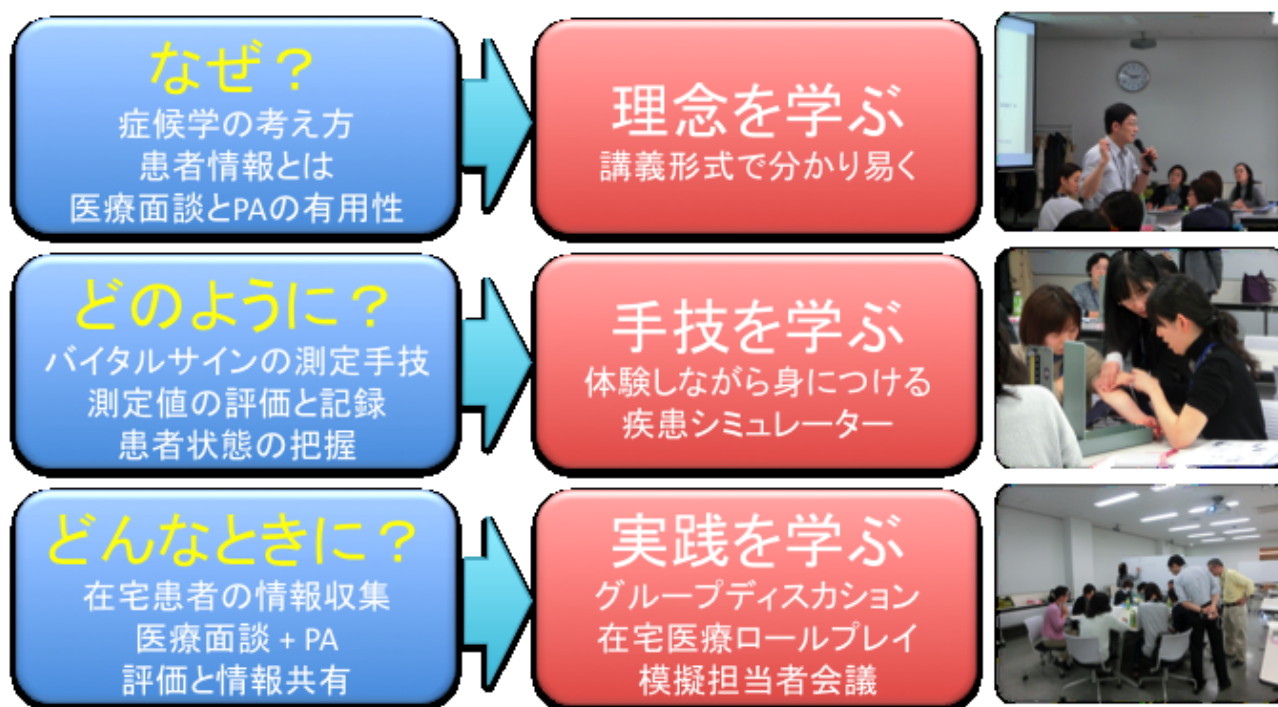 なぜ？
症候学の考え方
患者情報とは
医療面談とPAの有用性
理念を学ぶ
講義形式で分かり易く
どのように？
バイタルサインの測定手技
測定値の評価と記録
患者状態の把握
手技を学ぶ
体験しながら身につける
疾患シミュレーター
どんなときに？
在宅患者の情報収集
医療面談 + PA
評価と情報共有
実践を学ぶ
グループディスカション
在宅医療ロールプレイ
模擬担当者会議